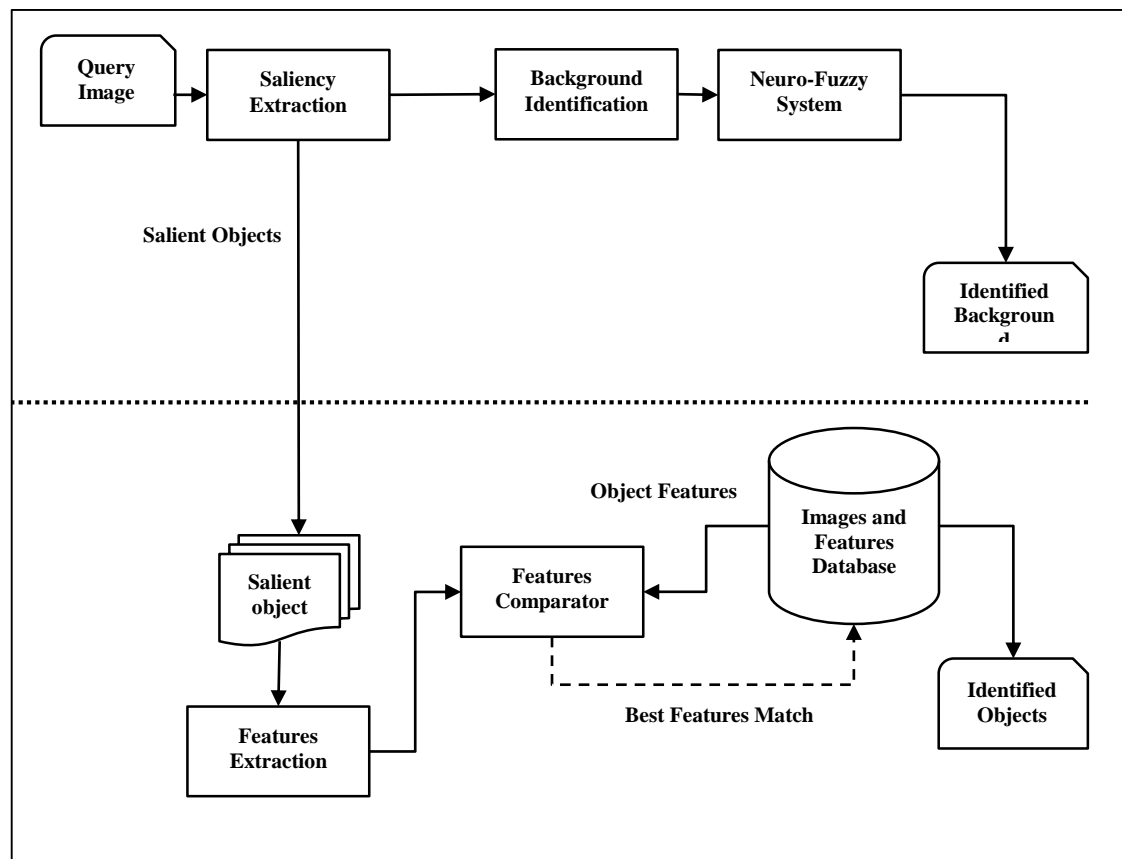 Query
Image
Saliency
Extraction
Background
Identification
Neuro-Fuzzy
System
Salient Objects
Identified
Backgroun
d
Object Features
Images and
Features
Database
Salient
object
Features
Comparator
Best Features Match
Identified
Objects
Features
Extraction